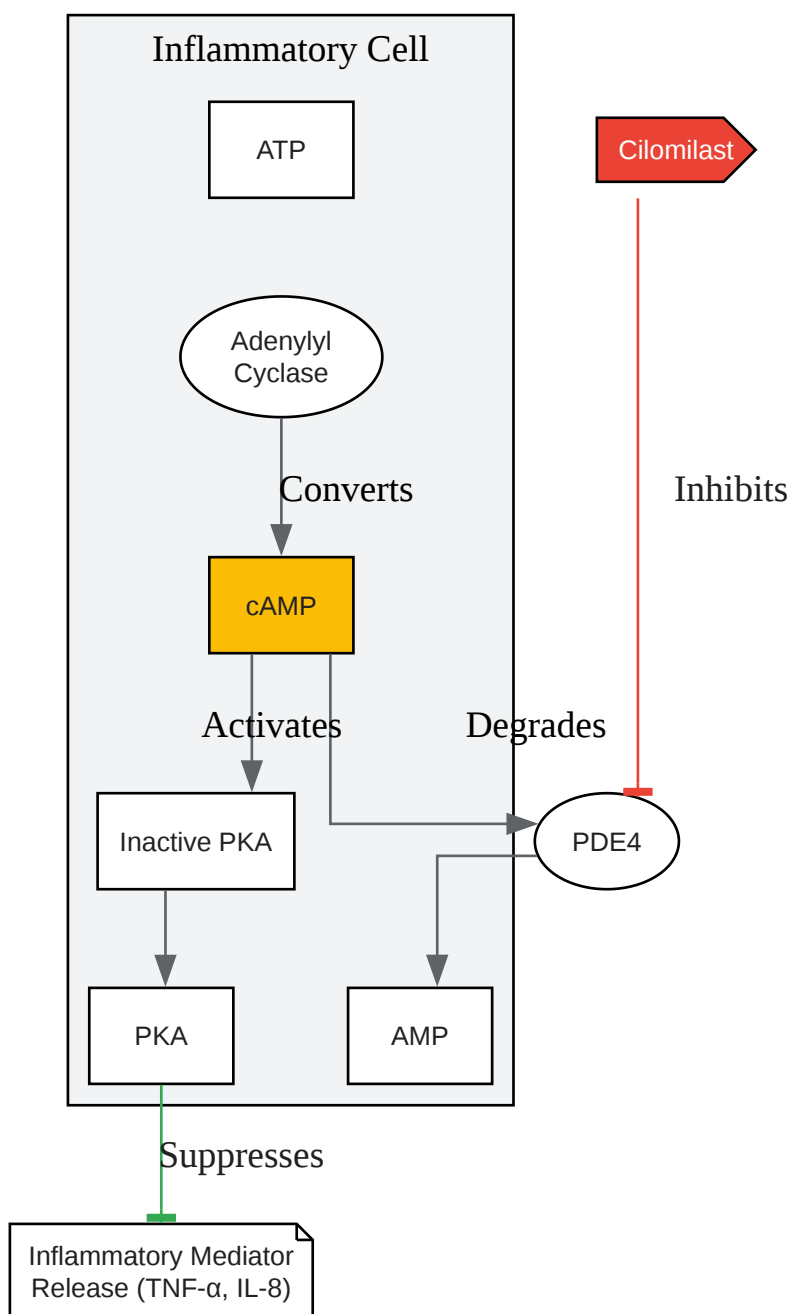 Inflammatory Cell
ATP
Cilomilast
Adenylyl
Cyclase
Converts
Inhibits
cAMP
Activates
Degrades
Inactive PKA
PDE4
PKA
AMP
Suppresses
Inflammatory Mediator
Release (TNF-α, IL-8)